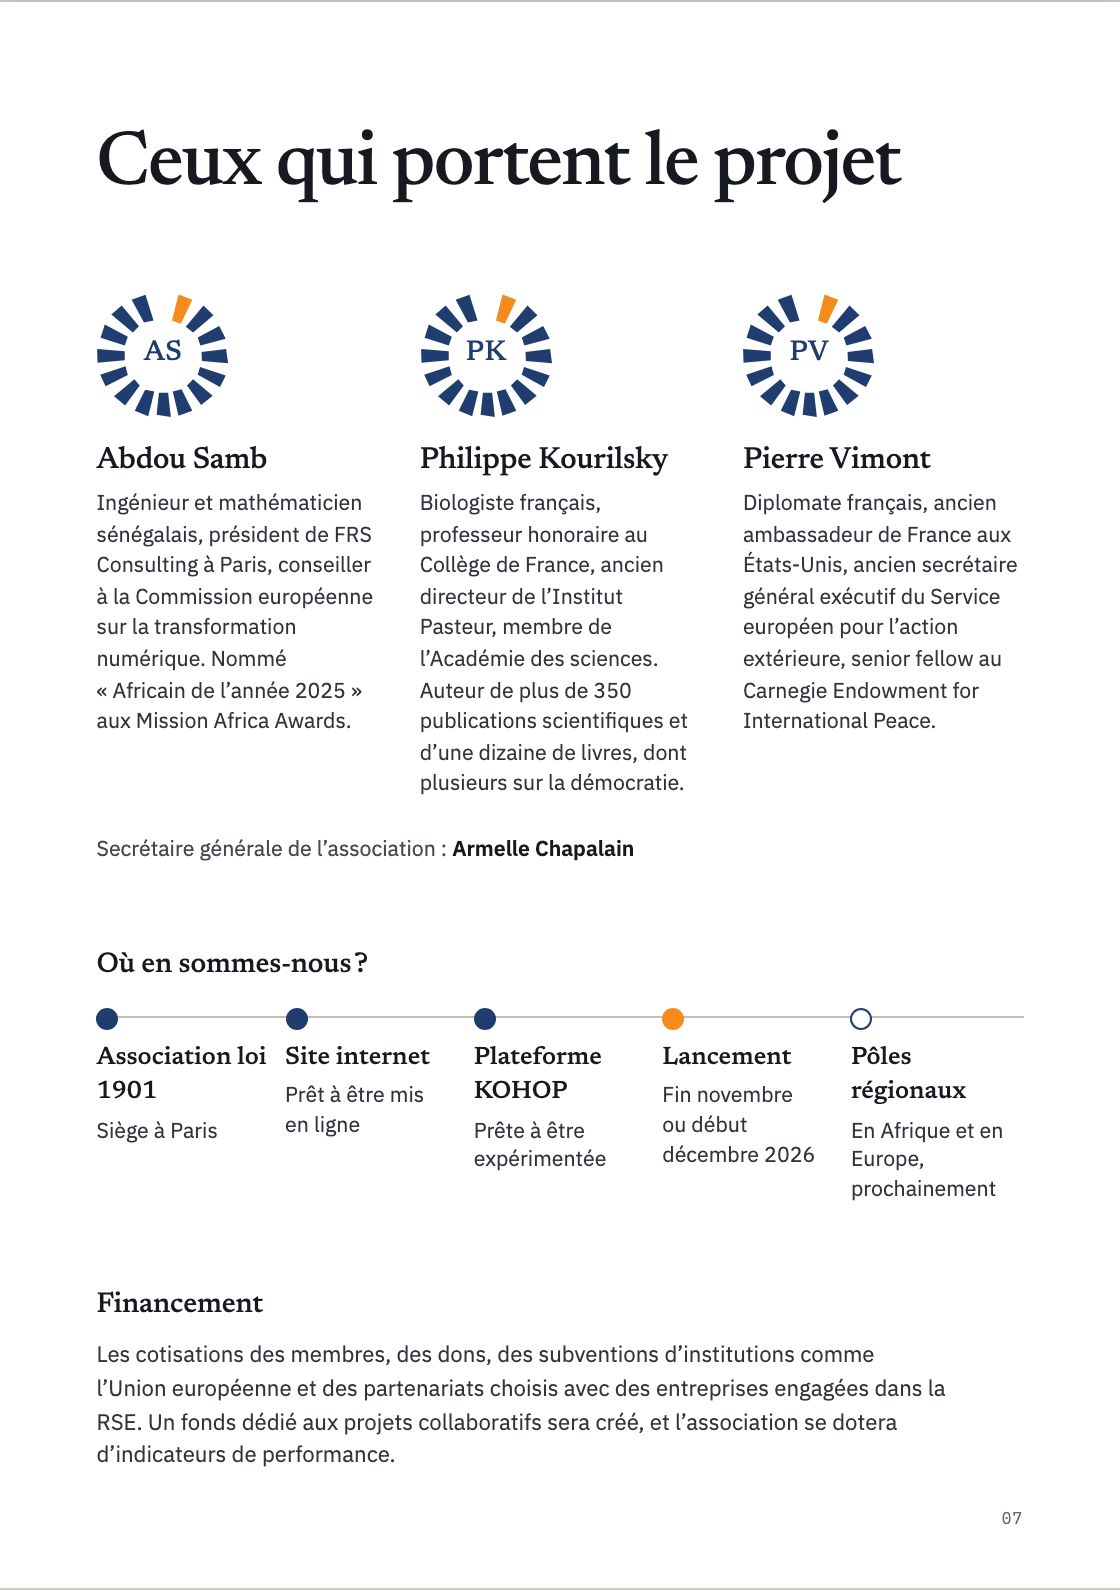 Ceux qui portent le projet
AS
Abdou Samb
Ingénieur et mathématicien
sénégalais, président de FRS
Consulting à Paris, conseiller
à la Commission européenne
sur la transformation
numérique. Nommé
« Africain de l’année 2025 »
aux Mission Africa Awards.
PK
Philippe Kourilsky
Biologiste français,
professeur honoraire au
Collège de France, ancien
directeur de l’Institut
Pasteur, membre de
l’Académie des sciences.
Auteur de plus de 350
publications scientifiques et
d’une dizaine de livres, dont
plusieurs sur la démocratie.
PV
Pierre Vimont
Diplomate français, ancien
ambassadeur de France aux
États-Unis, ancien secrétaire
général exécutif du Service
européen pour l’action
extérieure, senior fellow au
Carnegie Endowment for
International Peace.
Secrétaire générale de l’association : Armelle Chapalain
Où en sommes-nous ?
Association loi
1901
Siège à Paris
Site internet
Prêt à être mis
en ligne
Plateforme
KOHOP
Prête à être
expérimentée
Lancement
Fin novembre
ou début
décembre 2026
Pôles
régionaux
En Afrique et en
Europe,
prochainement
Financement
Les cotisations des membres, des dons, des subventions d’institutions comme
l’Union européenne et des partenariats choisis avec des entreprises engagées dans la
RSE. Un fonds dédié aux projets collaboratifs sera créé, et l’association se dotera
d’indicateurs de performance.
07